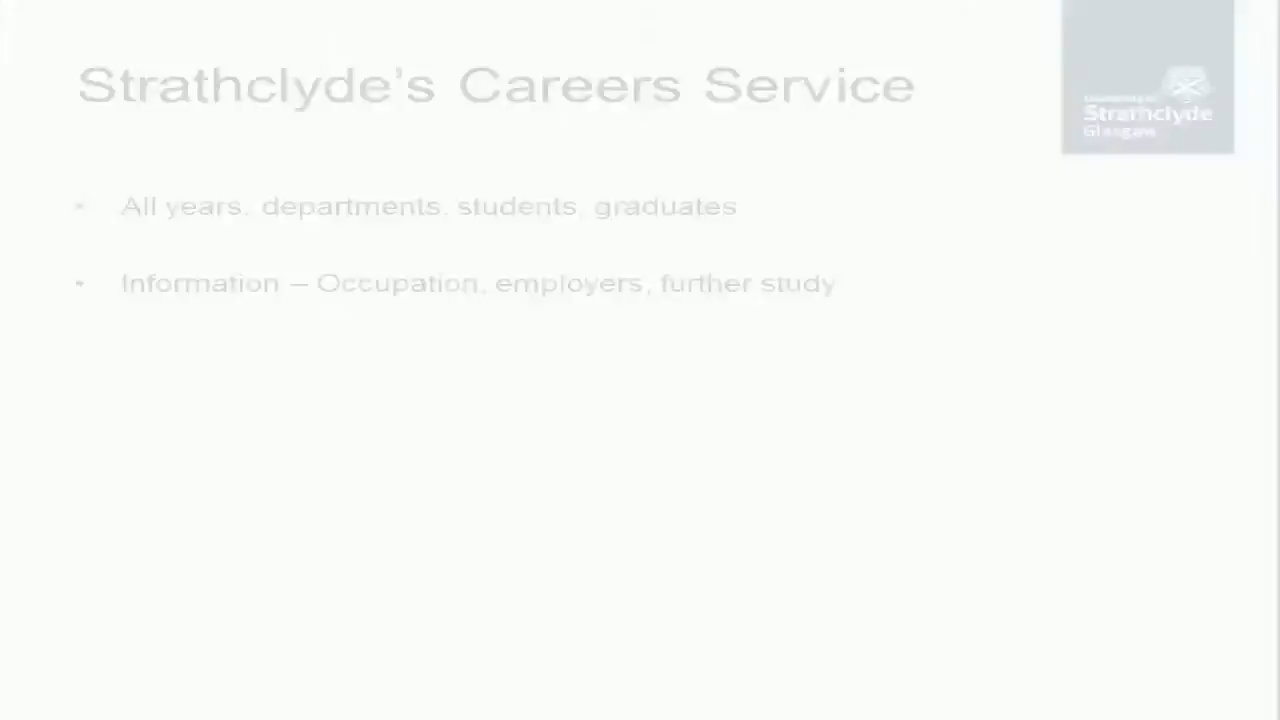 Strathclyde's Careers Service
Strathclyde
Glasgow
• All years, departments, students, graduates
• Information – Occupation, employers, further study